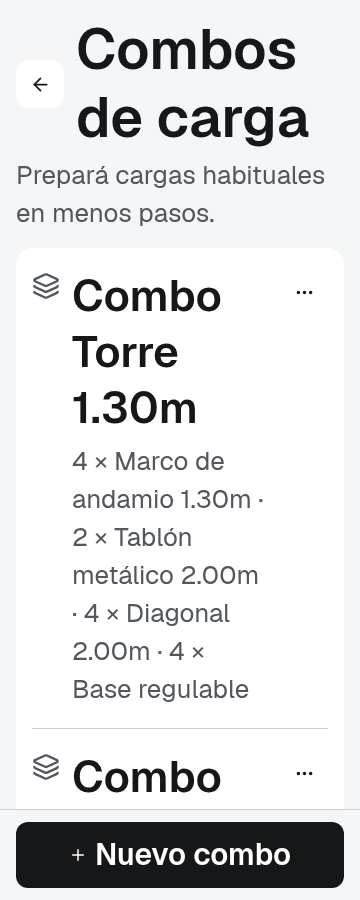 Combos
de carga
Prepará cargas habituales
en menos pasos.
Combo
Torre
1.30m
4 × Marco de
andamio 1.30m ·
2 × Tablón
metálico 2.00m
· 4 × Diagonal
2.00m · 4 ×
Base regulable
Combo
+ Nuevo combo